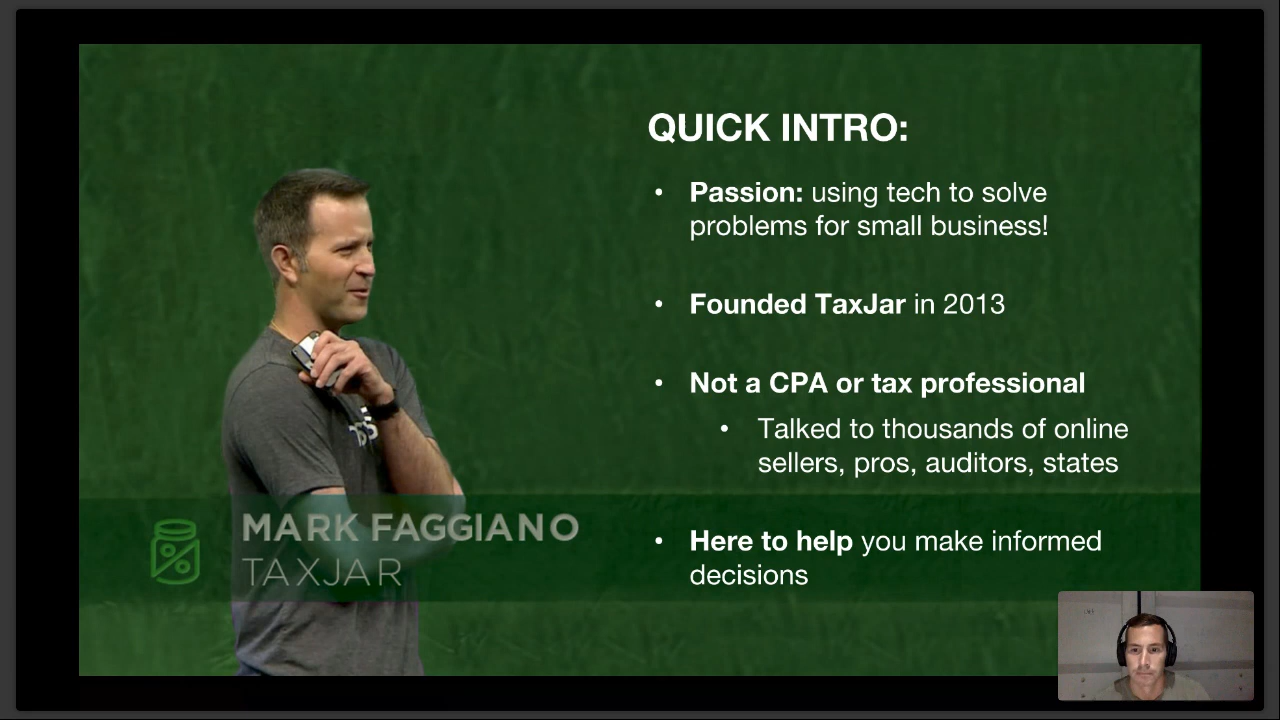 QUICK INTRO:
• Passion: using tech to solve
problems for small business!
• Founded TaxJar in 2013
• Not a CPA or tax professional
• Talked to thousands of online
sellers, pros, auditors, states
• Here to help you make informed
decisions
MARK FAGGIANO
TAXJAR